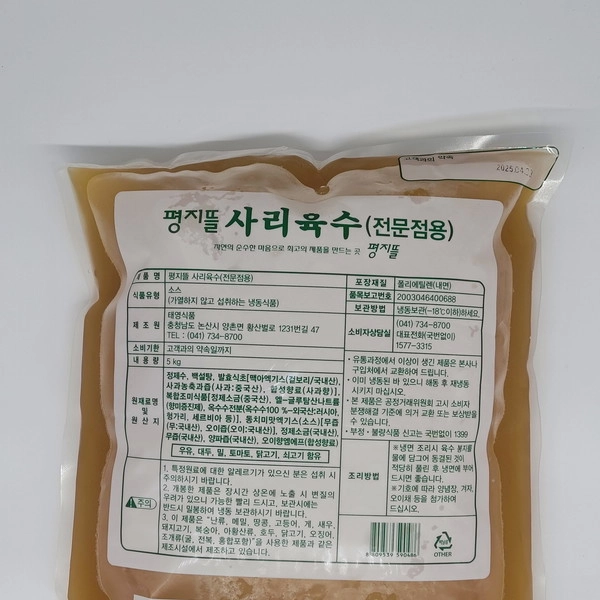 고객과의 약속
2025.04.0
평지뜰 사리육수(전문점용)
자연의 순수한 마음으로 최고의 제품을 만드는 곳 평지뜰
제 품 명 평지뜰 사리육수(전문점용)
식품유형 소스
(가열하지 않고 섭취하는 냉동식품)
제 조 원 태영식품
충청남도 논산시 양촌면 황산벌로 1231번길 47
TEL : (041) 734-8700
소비기한 고객과의 약속일까지
내 용 량 5 kg
원재료명
및
원 산 지
정제수, 백설탕, 발효식초[맥아엑기스(겉보리/국내산),
사과농축과즙(사과:중국산), 합성향료(사과향)]
복합조미식품[정제소금(국내산), 엘-글루탐산나트륨
(향미증진제), 옥수수전분(옥수수100 %-외국산:러시아,
헝가리, 세르비아 등)], 동치미맛엑기스(소스) [무즙
(무:국내산), 오이즙(오이:국내산)], 정제소금(국내산),
무즙(국내산), 양파즙(국내산), 오이향엠에프(합성향료)
우유, 대두, 밀, 토마토, 닭고기, 쇠고기 함유
주의
1. 특정원료에 대한 알레르기가 있으신 분은 섭취 시
주의하시기 바랍니다.
2. 개봉한 제품은 장시간 상온에 노출 시 변질의
우려가 있으니 가능한 빨리 드시고, 보관시에는
반드시 밀봉하여 냉동 보관하시기 바랍니다.
3. 이 제품은 "난류, 메밀, 땅콩, 고등어, 게, 새우,
돼지고기, 복숭아, 아황산류, 호두, 닭고기, 오징어,
조개류(굴, 전복, 홍합포함)"을 사용한 제품과 같은
제조시설에서 제조하고 있습니다.
포장재질 폴리에틸렌(내면)
품목보고번호 2003046400688
보관방법 냉동보관(-18℃이하)하세요.
소비자상담실 (041) 734-8700
대표전화(국번없이)
1577-3315
• 유통과정에서 이상이 생긴 제품은 본사나
구입처에서 교환하여 드립니다.
• 이미 냉동된 바 있으니 해동 후 재냉동
시키지 마십시오.
• 본 제품은 공정거래위원회 고시 소비자
분쟁해결 기준에 의거 교환 또는 보상받을
수 있습니다.
• 부정·불량식품 신고는 국번없이 1399
조리방법
※냉면 조리시 육수 봉지를
물에 담그어 동결된 것이
적당히 풀린 후 냉면에 부어
드시면 좋습니다.
※기호에 따라 양념장, 겨자,
오이채 등을 첨가하여
드십시오.
8 809539 590486
OTHER